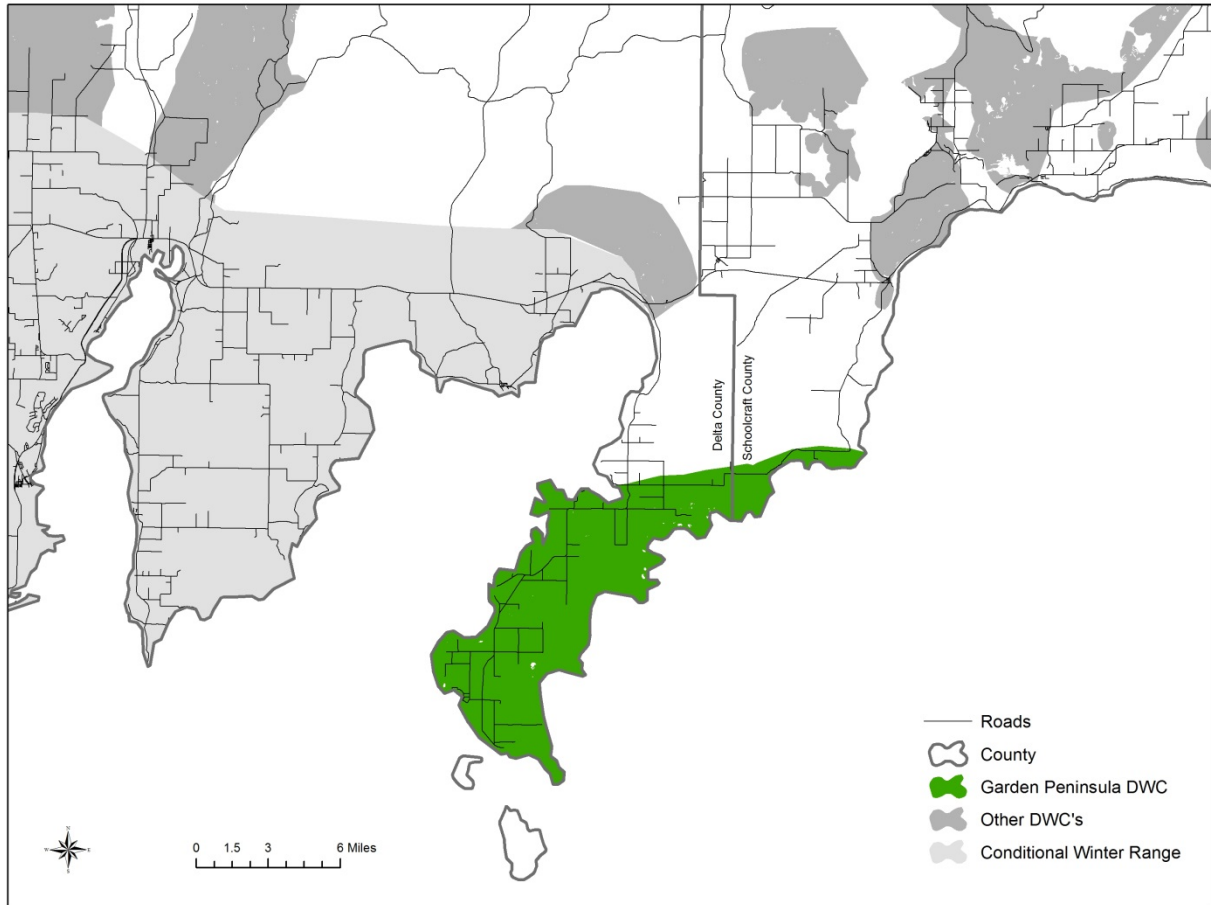 Delta County
Schoolcraft County
Roads
County
Garden Peninsula DWC
Other DWC's
Conditional Winter Range
N
W E
S
0 1.5 3 6 Miles